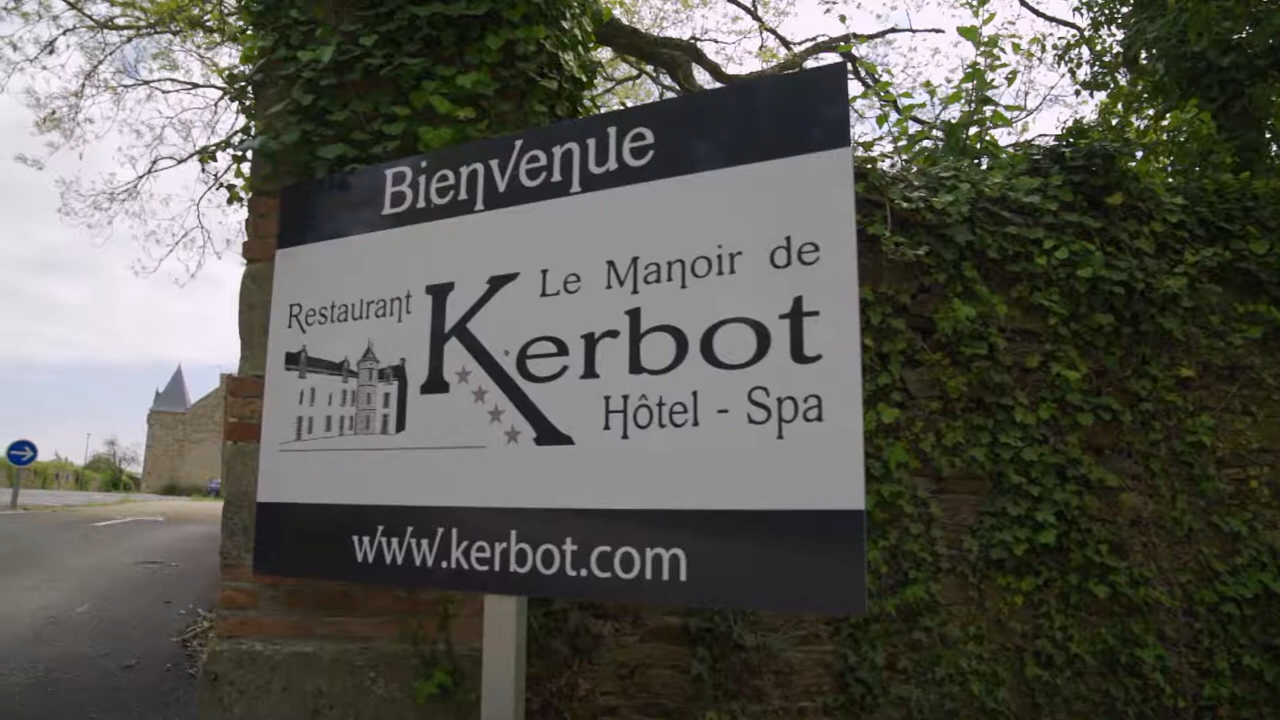 BienVenue
Restaurant
Le Manoir de
Kerbot
Hôtel - Spa
www.kerbot.com